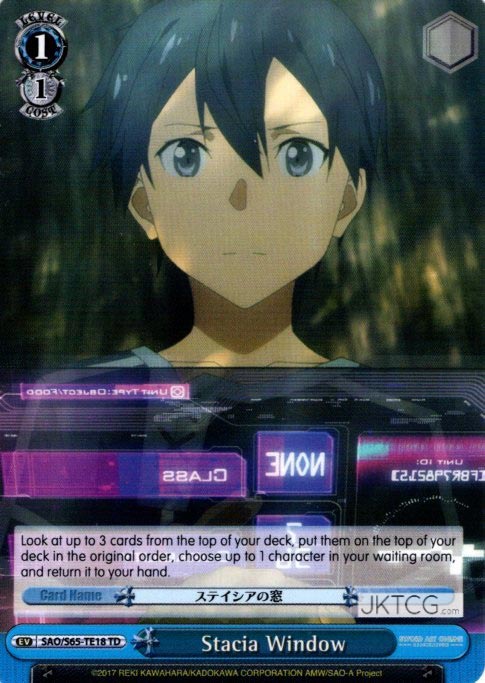 LEVEL
1
1
COST
UNIT TYPE: OBJECT/FOOD
CLASS
NONE
UNIT ID:
Look at up to 3 cards from the top of your deck, put them on the top of your
deck in the original order, choose up to 1 character in your waiting room,
and return it to your hand.
Card Name
ステイシアの窓
JKTCG.com
EV
SAO/S65-TE18 TD
Stacia Window
SWORD ART ONLINE
©2017 REKI KAWAHARA/KADOKAWA CORPORATION AMW/SAO-A Project